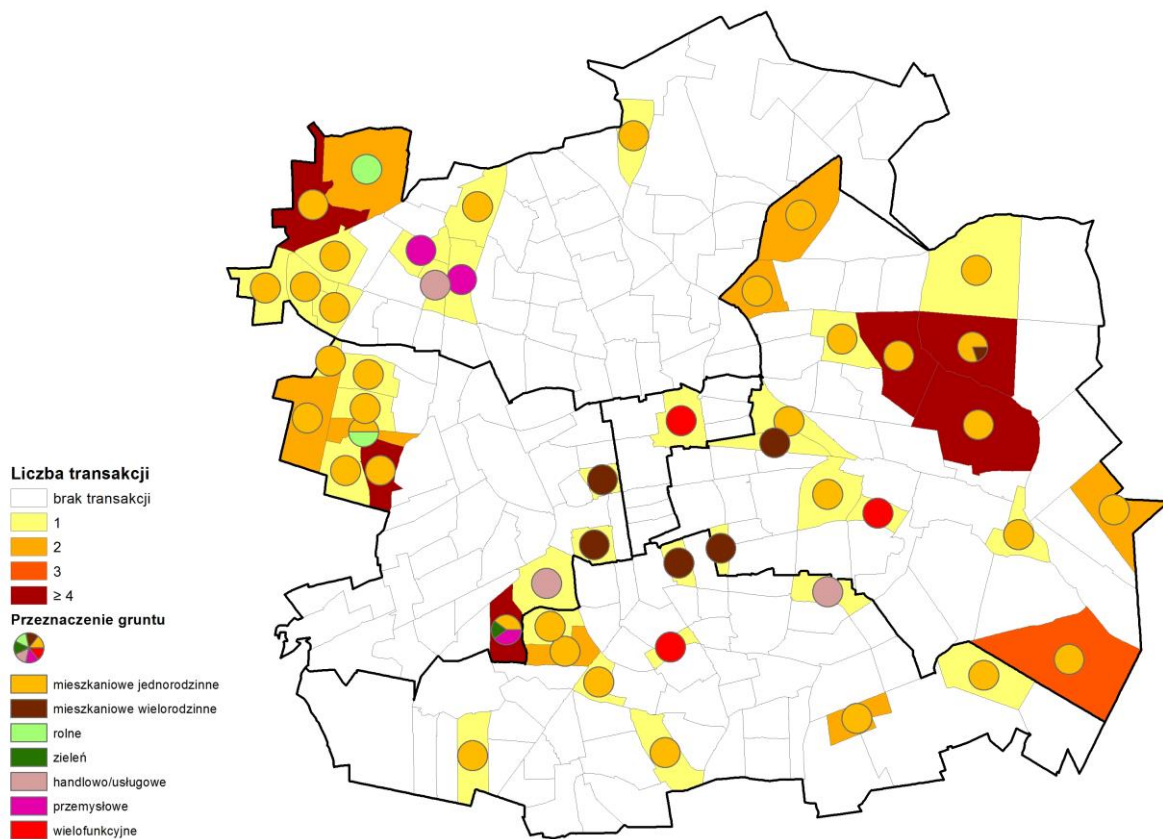 Liczba transakcji
brak transakcji
1
2
3
≥ 4
Przeznaczenie gruntu
mieszkaniowe jednorodzinne
mieszkaniowe wielorodzinne
rolne
zieleń
handlowo/usługowe
przemysłowe
wielofunkcyjne